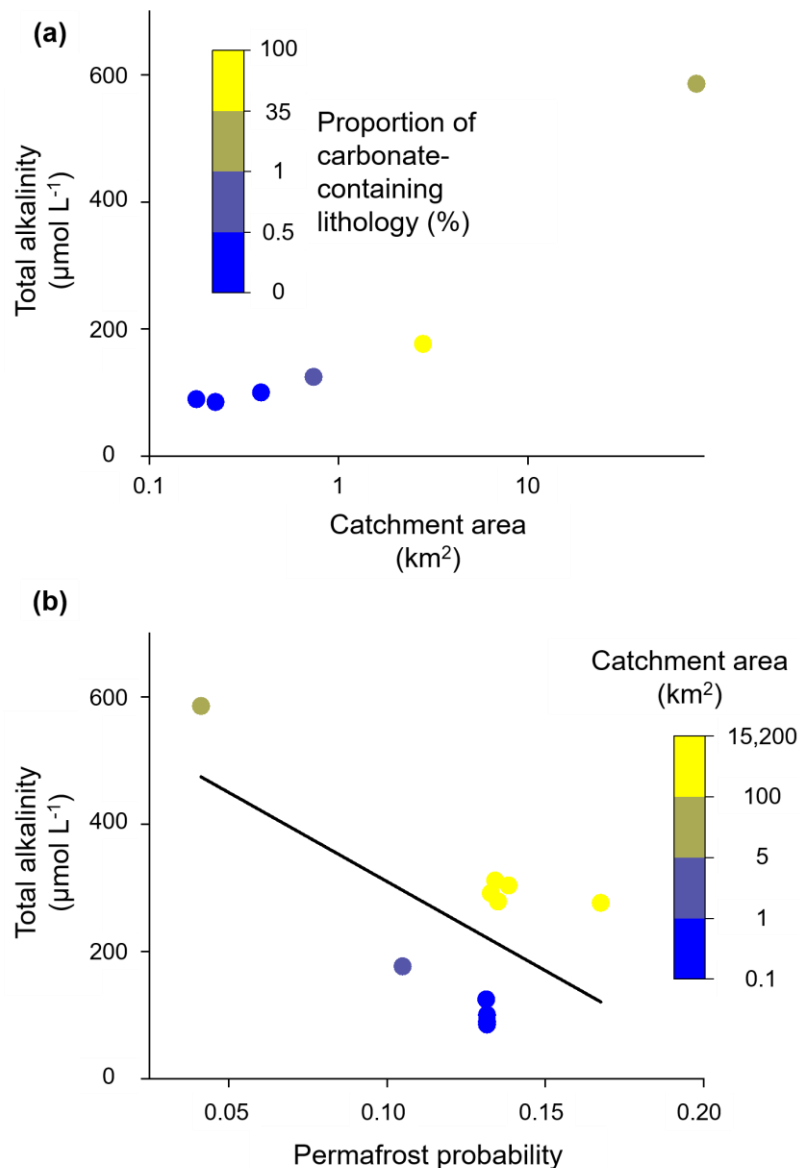 (a)
600
400
200
0
Total alkalinity
(µmol L-1)
100
35
1
0.5
0
Proportion of
carbonate-
containing
lithology (%)
0.1
1
10
Catchment area
(km2)
(b)
600
400
200
0
Total alkalinity
(µmol L-1)
Catchment area
(km2)
15,200
100
5
1
0.1
0.05
0.10
0.15
0.20
Permafrost probability